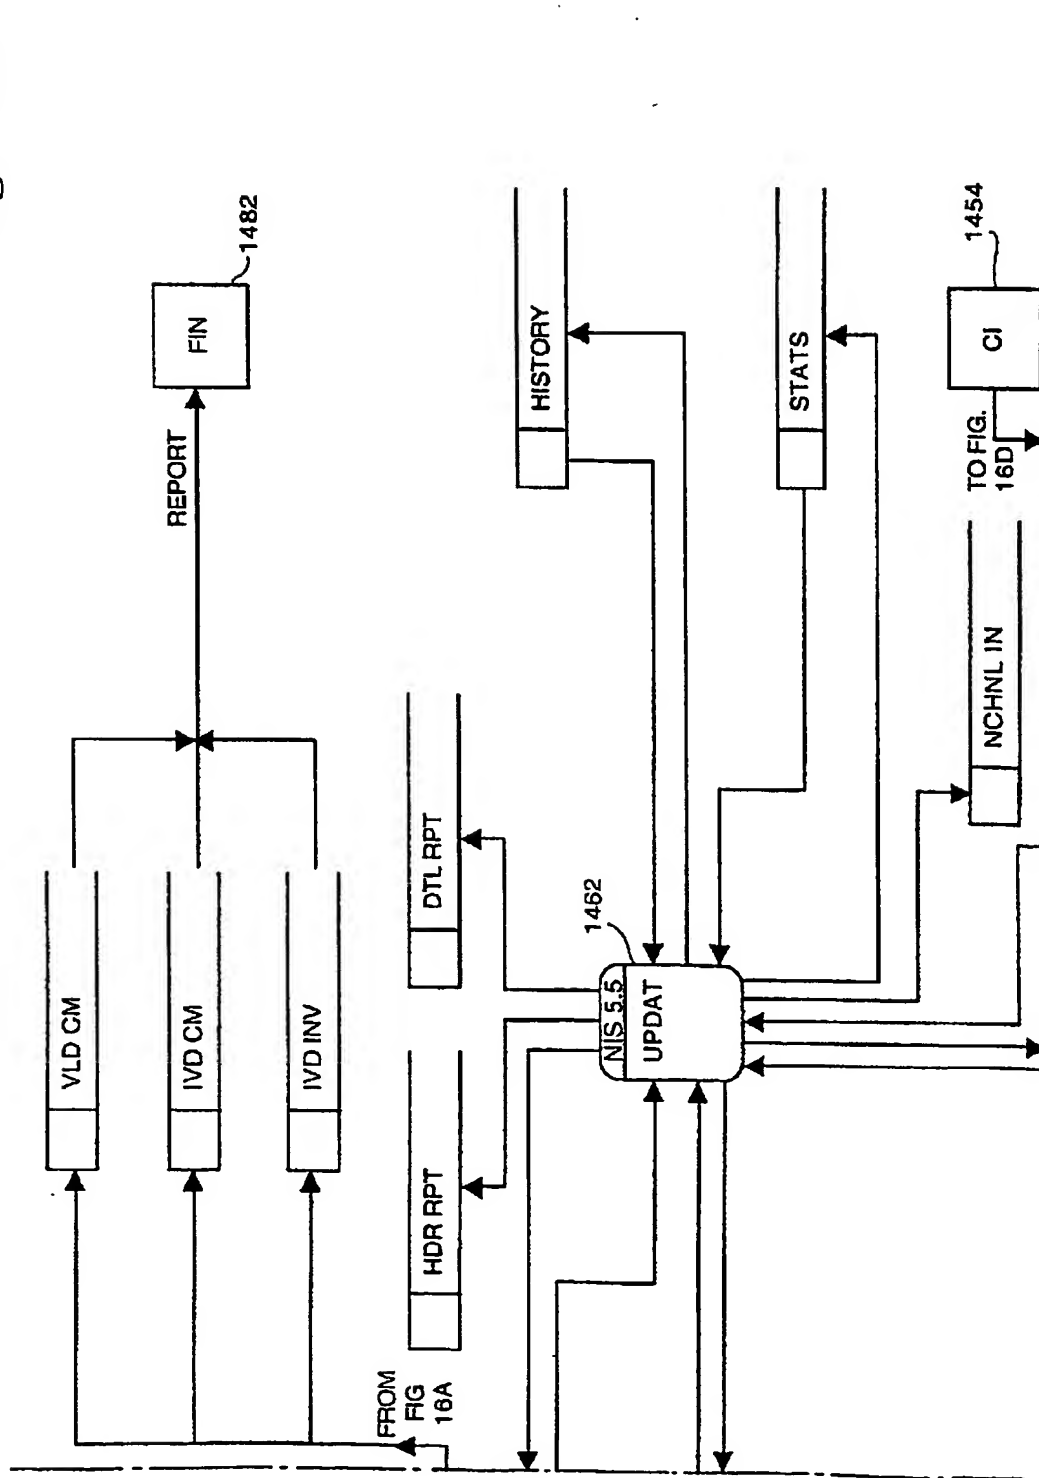 VLD CM
IVD CM
IVD INV
REPORT
FIN
1482
FROM
FIG
16A
HDR RPT
DTL RPT
HISTORY
1462
NIS 5.5
UPDAT
STATS
NCHNL IN
TO FIG.
16D
CI
1454